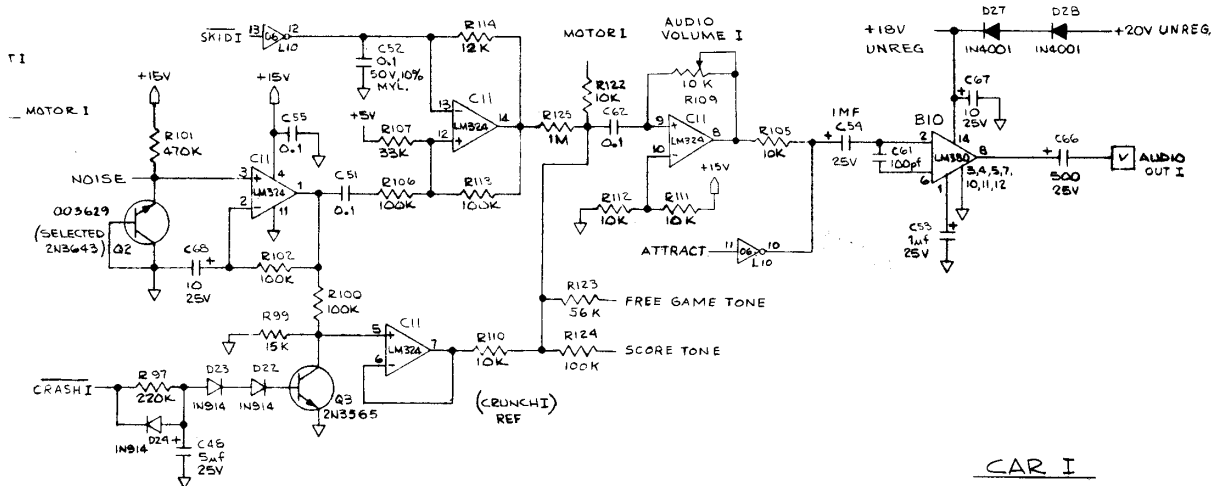 R114
12K
SKID I
13
06
12
L10
C52
0.1
50V, 10%
MYL.
MOTOR I
AUDIO
VOLUME I
10 K
R109
+18V
UNREG
D27
1N4001
D28
1N4001
+20V UNREG.
T I
MOTOR I
+15V
R101
470K
+15V
C55
0.1
+5V
R107
33K
13
12
C11
LM324
14
R125
1M
R122
10K
C62
0.1
9
10
C11
LM324
8
+15V
R105
10K
1MF
C54
25V
C61
100pf
+
C67
10
25V
B10
2
6
14
LM380
8
1
3,4,5,7,
10,11,12
+
C66
500
25V
AUDIO
OUT I
NOISE
C11
3
2
4
LM324
1
11
C51
0.1
R106
100K
R113
100K
R112
10K
R111
10K
C53
1µf
25V
003629
(SELECTED
2N3643)
Q2
C68
+
10
25V
R102
100K
ATTRACT
11
06
10
L10
R100
100K
R123
56K
FREE GAME TONE
R99
15K
5
6
C11
LM324
7
R110
10K
R124
100K
SCORE TONE
CRASH I
R97
220K
D23
1N914
D22
1N914
Q3
2N3565
(CRUNCH I)
REF
1N914
D24
+
C46
5µf
25V
CAR I